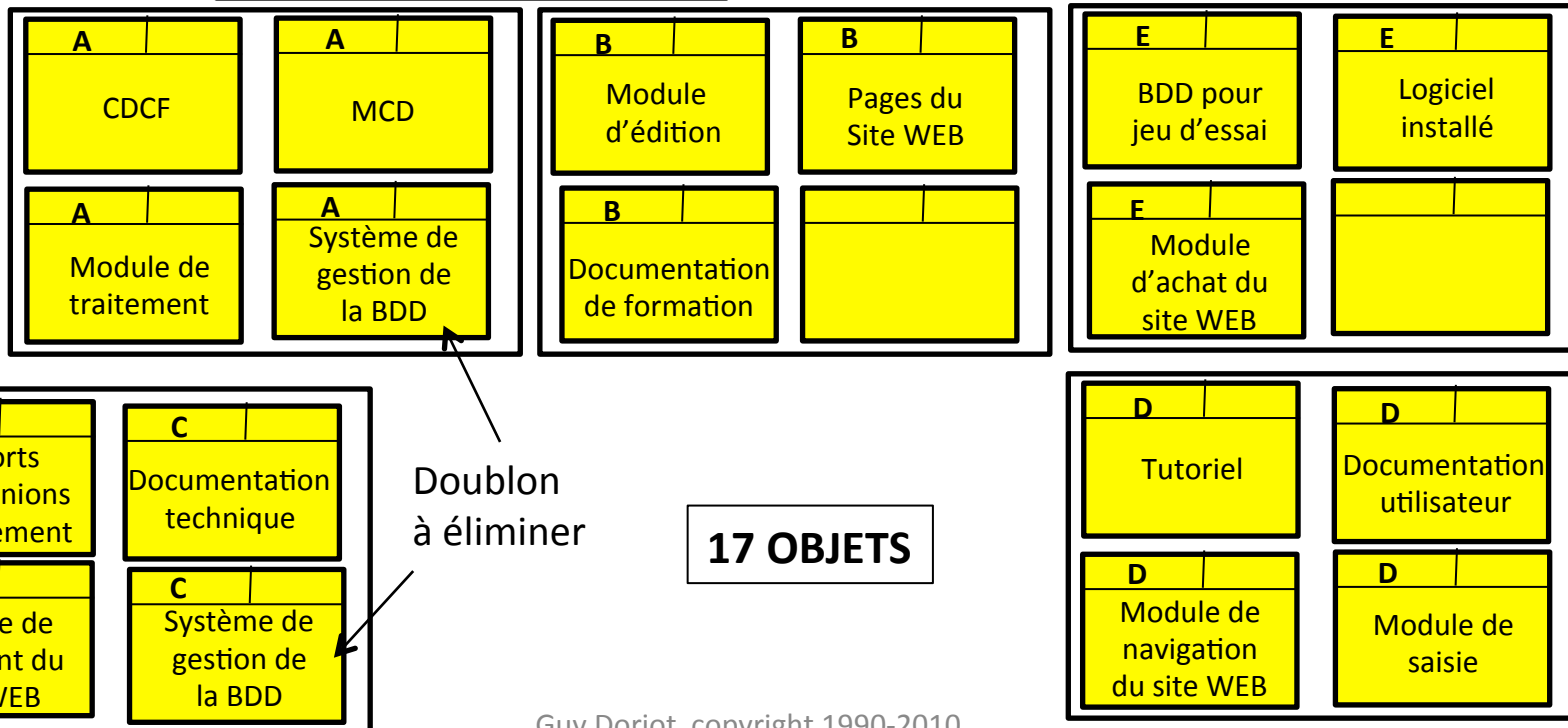 A
CDCF
A
MCD
A
Module de
traitement
A
Système de
gestion de
la BDD
B
Module
d’édition
B
Pages du
Site WEB
B
Documentation
de formation
E
BDD pour
jeu d’essai
E
Logiciel
installé
E
Module
d’achat du
site WEB
C
Documentation
technique
C
Système de
gestion de
la BDD
Doublon
à éliminer
17 OBJETS
D
Tutoriel
D
Documentation
utilisateur
D
Module de
navigation
du site WEB
D
Module de
saisie
Guy Doriot, copyright 1990-2010